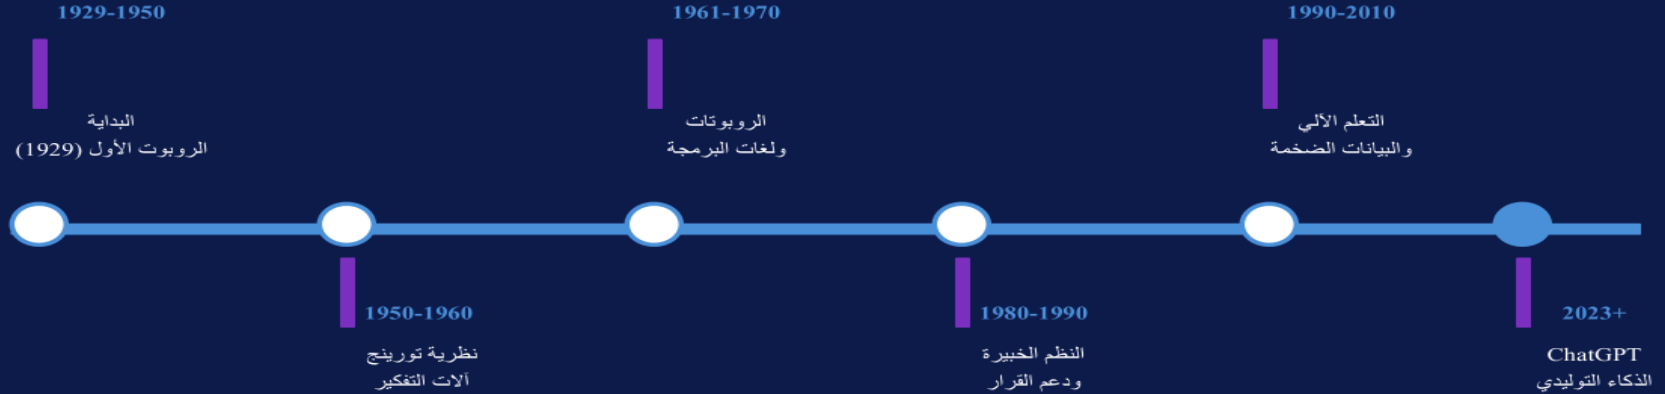 1929-1950
البداية
الروبوت الأول (1929)
1950-1960
نظرية تورينج
آلات التفكير
1961-1970
الروبوتات
ولغات البرمجة
1980-1990
النظم الخبيرة
ودعم القرار
1990-2010
التعلم الآلي
والبيانات الضخمة
2023+
ChatGPT
الذكاء التوليدي